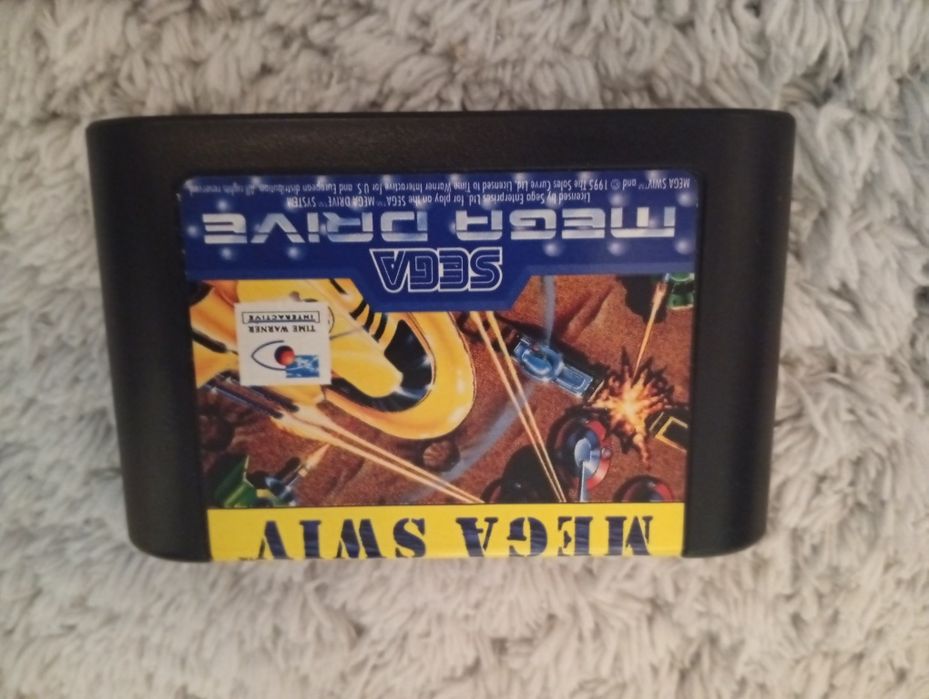 MEGA SWIV
TIME WARNER
INTERACTIVE
SEGA
MEGA DRIVE
Licensed by Sega Enterprises Ltd. for play on the SEGA™ MEGA DRIVE™ SYSTEM
MEGA SWIV™ and © 1995 The Sales Curve Ltd. Licensed to Time Warner Interactive for U.S. and European distribution. All rights reserved.